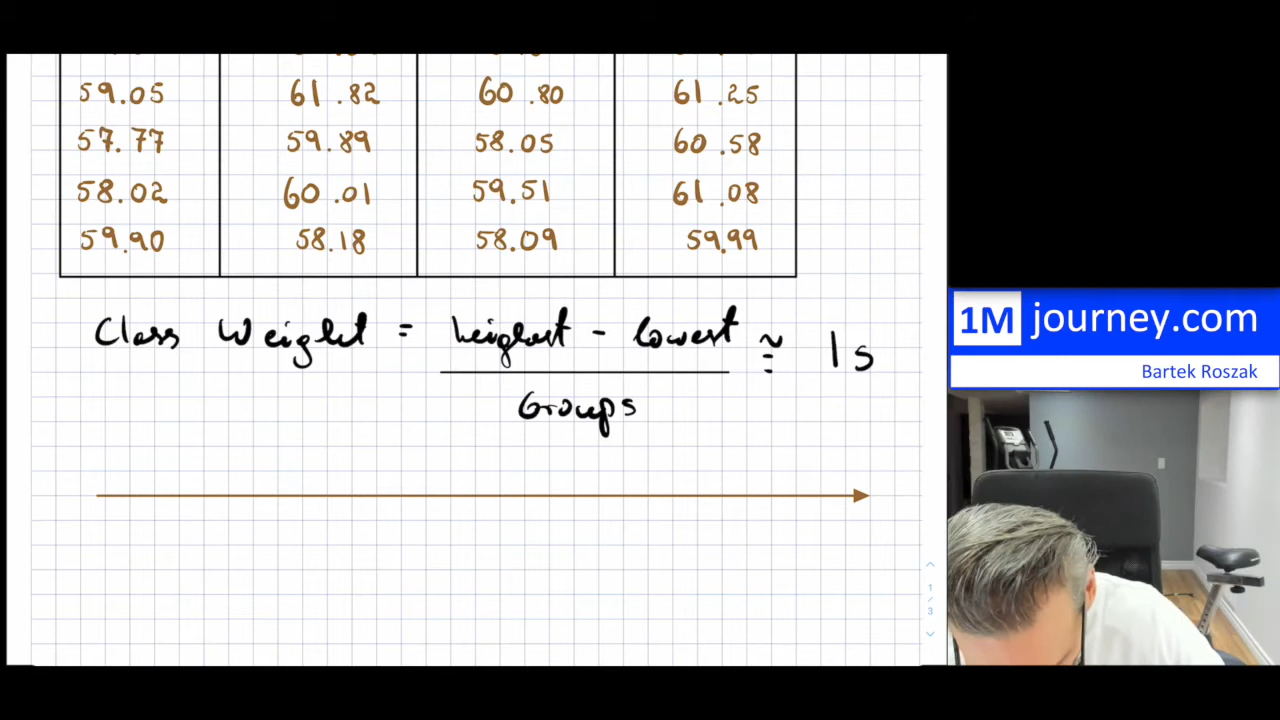 59.05 61.82 60.80 61.25
57.77 59.89 58.05 60.58
58.02 60.01 59.51 61.08
59.90 58.18 58.09 59.99
Class Weight = heighest - lowest ≅ 1s
Groups
1M journey.com
Bartek Roszak
1
/
3